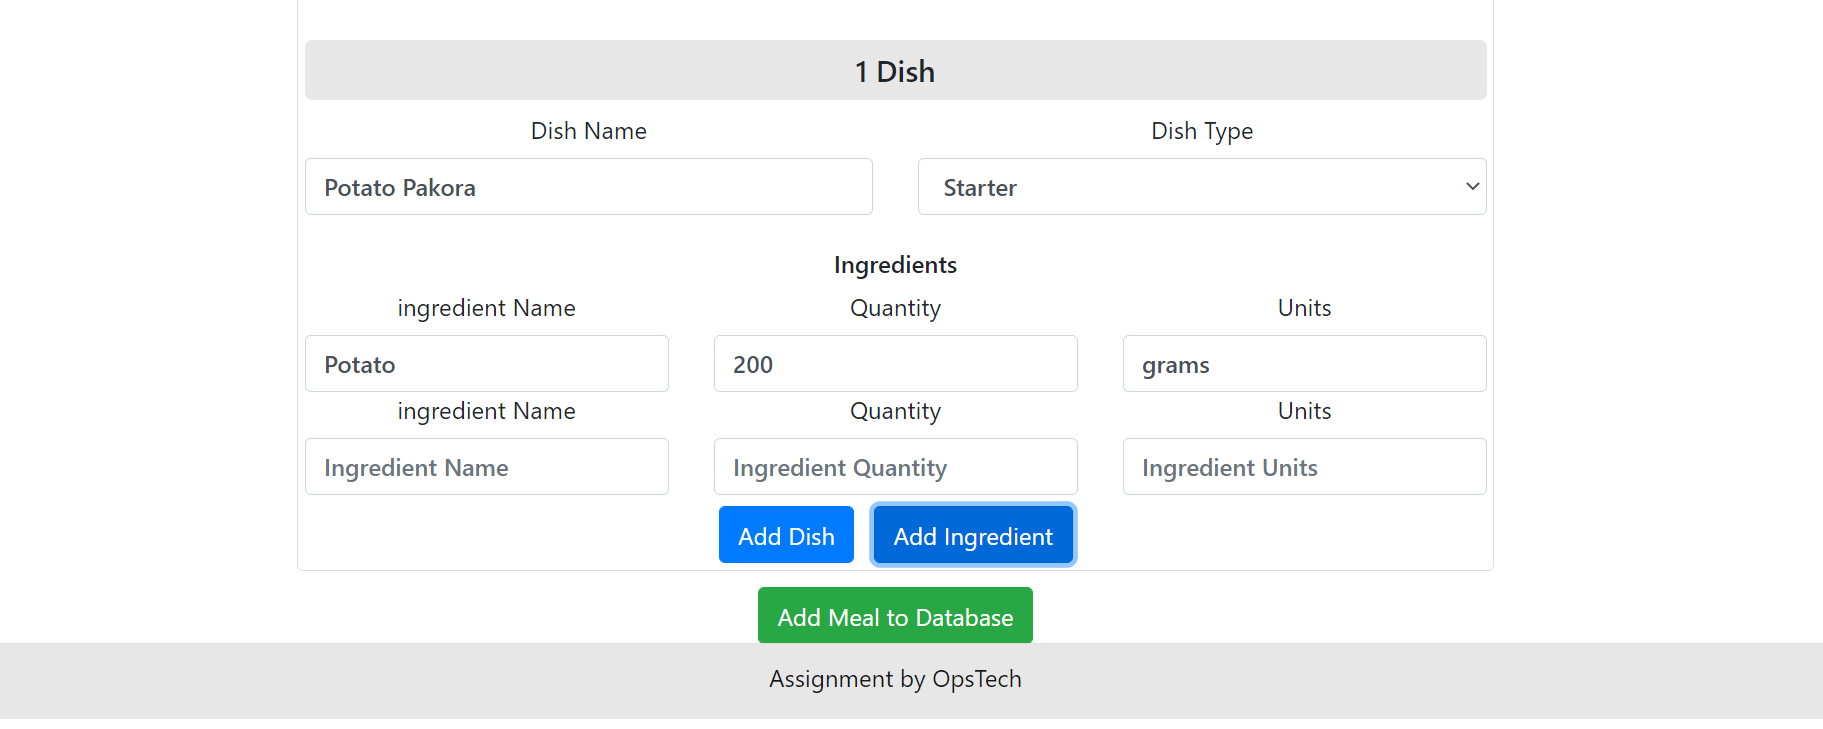 1 Dish
Dish Name Dish Type
Potato Pakora Starter
Ingredients
ingredient Name Quantity Units
Potato 200 grams
ingredient Name Quantity Units
Ingredient Name Ingredient Quantity Ingredient Units
Add Dish Add Ingredient
Add Meal to Database
Assignment by OpsTech